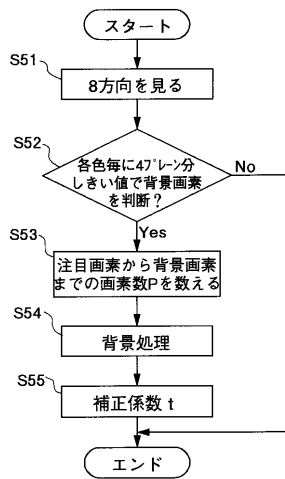 スタート
S51
8方向を見る
S52
各色毎に4プレーン分
しきい値で背景画素
を判断?
No
Yes
S53
注目画素から背景画素
までの画素数Pを数える
S54
背景処理
S55
補正係数 t
エンド